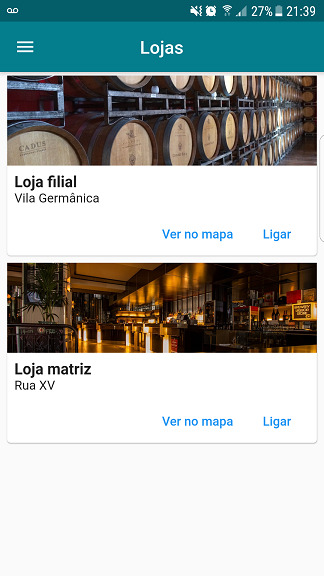 27% 21:39
Lojas
CADUS
Loja filial
Vila Germânica
Ver no mapa Ligar
Loja matriz
Rua XV
Ver no mapa Ligar